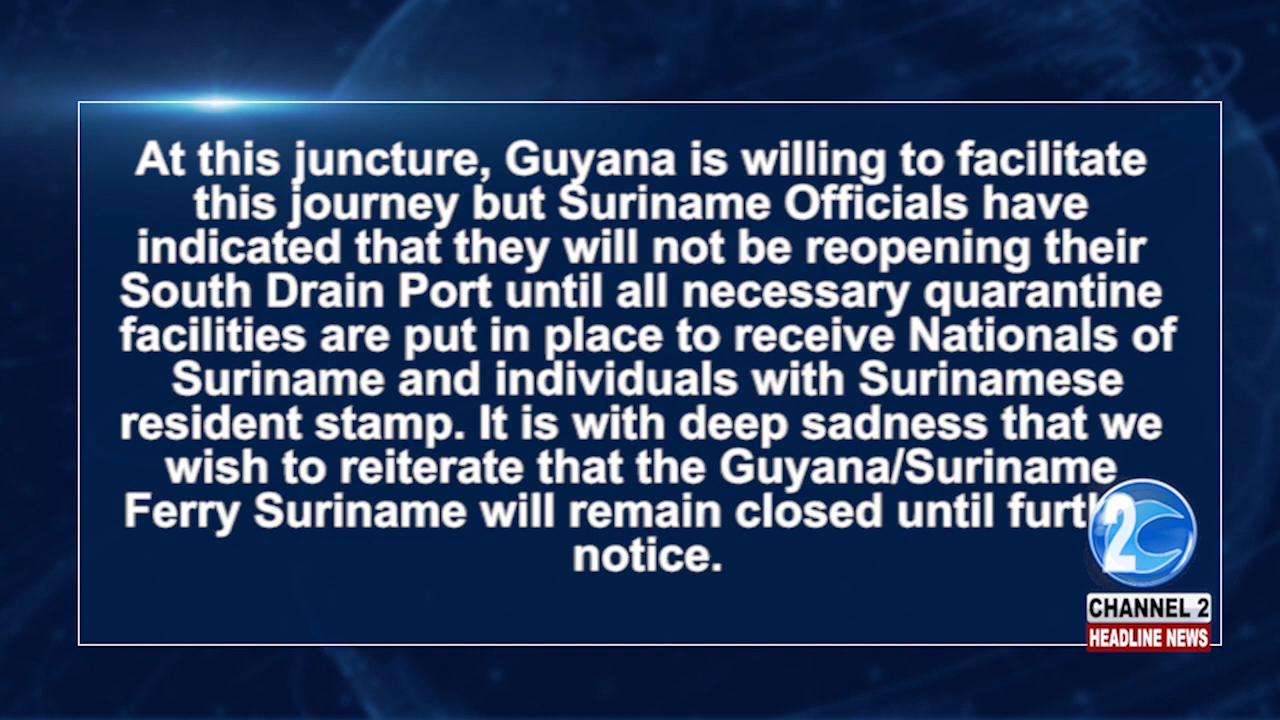 At this juncture, Guyana is willing to facilitate
this journey but Suriname Officials have
indicated that they will not be reopening their
South Drain Port until all necessary quarantine
facilities are put in place to receive Nationals of
Suriname and individuals with Surinamese
resident stamp. It is with deep sadness that we
wish to reiterate that the Guyana/Suriname
Ferry Suriname will remain closed until
notice.
2
CHANNEL 2
HEADLINE NEWS